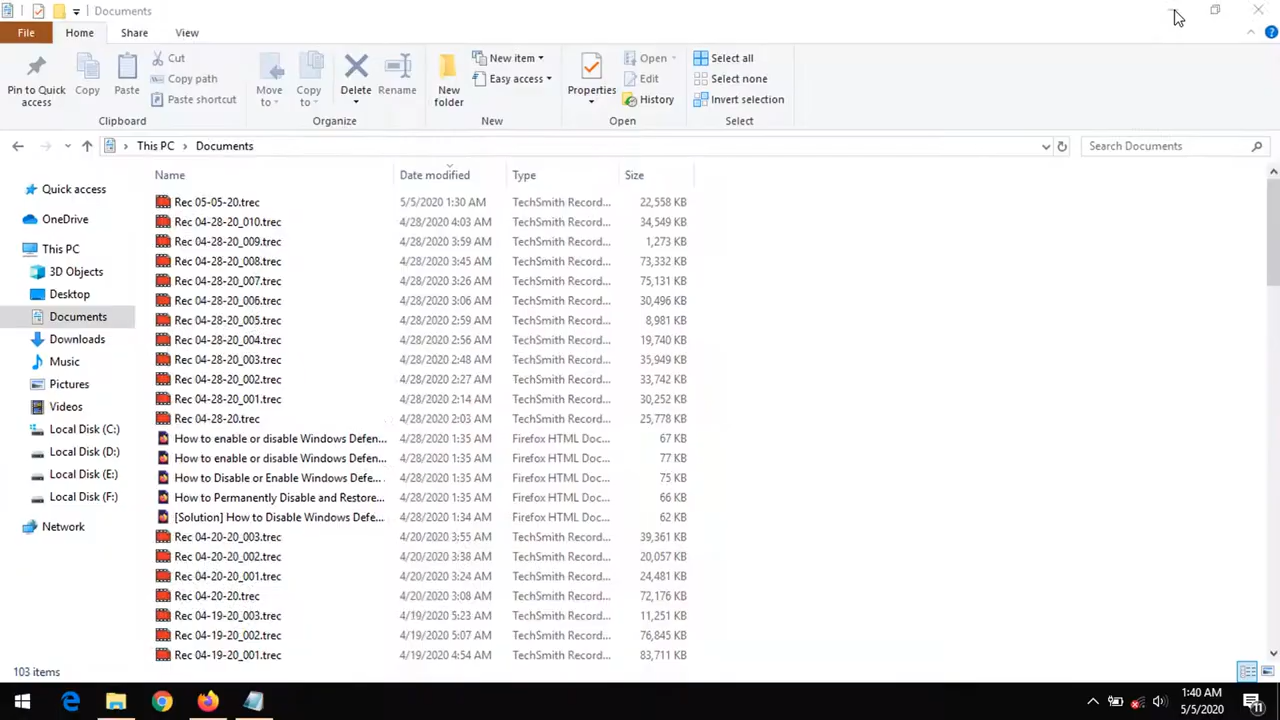 Documents
File Home Share View
Pin to Quick access
Copy
Paste
Cut
Copy path
Paste shortcut
Clipboard
Move to
Copy to
Delete
Rename
Organize
New folder
New item
Easy access
New
Properties
Open
Edit
History
Open
Select all
Select none
Invert selection
Select
This PC Documents
Search Documents
Quick access
OneDrive
This PC
3D Objects
Desktop
Documents
Downloads
Music
Pictures
Videos
Local Disk (C:)
Local Disk (D:)
Local Disk (E:)
Local Disk (F:)
Network
Name Date modified Type Size
Rec 05-05-20.trec 5/5/2020 1:30 AM TechSmith Record... 22,558 KB
Rec 04-28-20_010.trec 4/28/2020 4:03 AM TechSmith Record... 34,549 KB
Rec 04-28-20_009.trec 4/28/2020 3:59 AM TechSmith Record... 1,273 KB
Rec 04-28-20_008.trec 4/28/2020 3:45 AM TechSmith Record... 73,332 KB
Rec 04-28-20_007.trec 4/28/2020 3:26 AM TechSmith Record... 75,131 KB
Rec 04-28-20_006.trec 4/28/2020 3:06 AM TechSmith Record... 30,496 KB
Rec 04-28-20_005.trec 4/28/2020 2:59 AM TechSmith Record... 8,981 KB
Rec 04-28-20_004.trec 4/28/2020 2:56 AM TechSmith Record... 19,740 KB
Rec 04-28-20_003.trec 4/28/2020 2:48 AM TechSmith Record... 35,949 KB
Rec 04-28-20_002.trec 4/28/2020 2:27 AM TechSmith Record... 33,742 KB
Rec 04-28-20_001.trec 4/28/2020 2:14 AM TechSmith Record... 30,252 KB
Rec 04-28-20.trec 4/28/2020 2:03 AM TechSmith Record... 25,778 KB
How to enable or disable Windows Defen... 4/28/2020 1:35 AM Firefox HTML Doc... 67 KB
How to enable or disable Windows Defen... 4/28/2020 1:35 AM Firefox HTML Doc... 77 KB
How to Disable or Enable Windows Defe... 4/28/2020 1:35 AM Firefox HTML Doc... 75 KB
How to Permanently Disable and Restore... 4/28/2020 1:35 AM Firefox HTML Doc... 66 KB
[Solution] How to Disable Windows Defe... 4/28/2020 1:34 AM Firefox HTML Doc... 62 KB
Rec 04-20-20_003.trec 4/20/2020 3:55 AM TechSmith Record... 39,361 KB
Rec 04-20-20_002.trec 4/20/2020 3:38 AM TechSmith Record... 20,057 KB
Rec 04-20-20_001.trec 4/20/2020 3:24 AM TechSmith Record... 24,481 KB
Rec 04-20-20.trec 4/20/2020 3:08 AM TechSmith Record... 72,176 KB
Rec 04-19-20_003.trec 4/19/2020 5:23 AM TechSmith Record... 11,251 KB
Rec 04-19-20_002.trec 4/19/2020 5:07 AM TechSmith Record... 76,845 KB
Rec 04-19-20_001.trec 4/19/2020 4:54 AM TechSmith Record... 83,711 KB
103 items
1:40 AM
5/5/2020
11